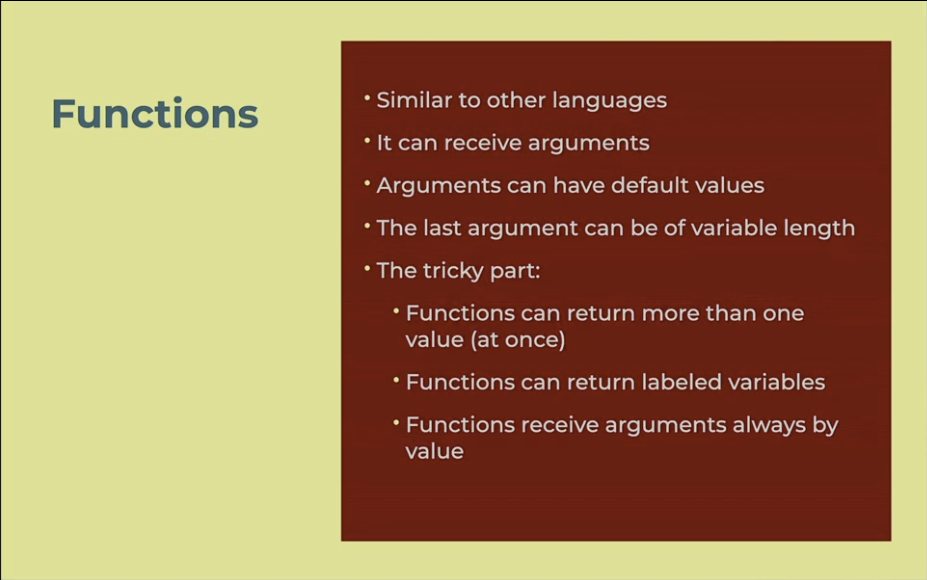 Functions
• Similar to other languages
• It can receive arguments
• Arguments can have default values
• The last argument can be of variable length
• The tricky part:
• Functions can return more than one
value (at once)
• Functions can return labeled variables
• Functions receive arguments always by
value